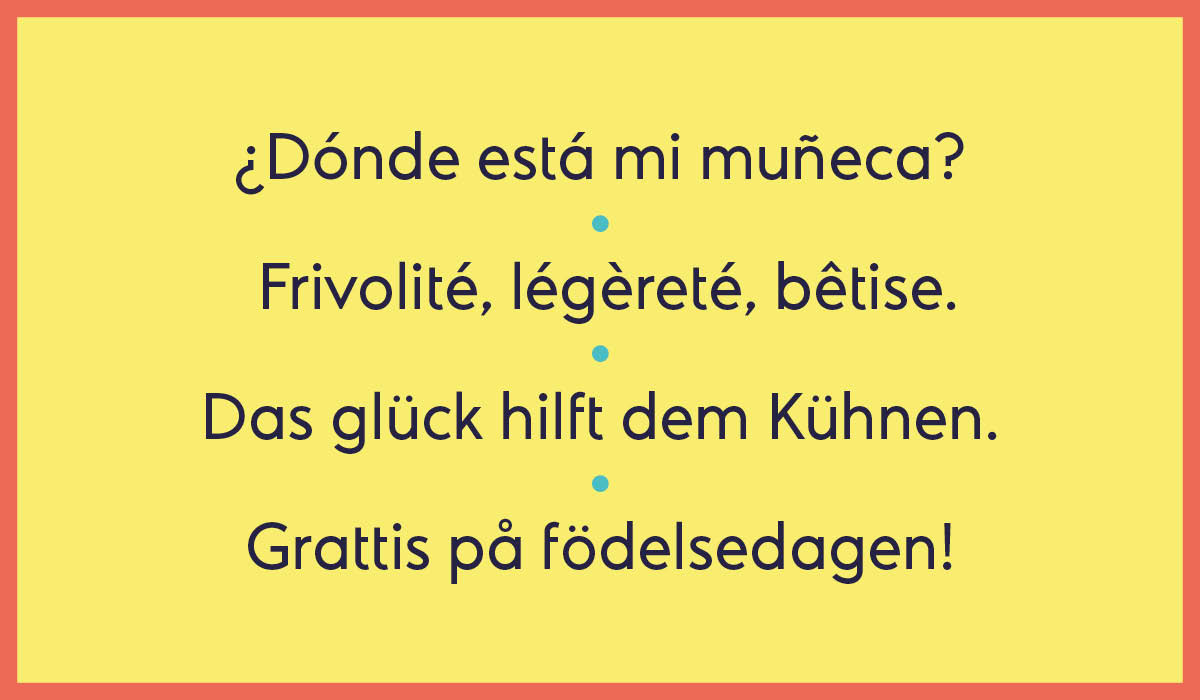 ¿Dónde está mi muñeca?
Frivolité, légèreté, bêtise.
Das glück hilft dem Kühnen.
Grattis på födelsedagen!